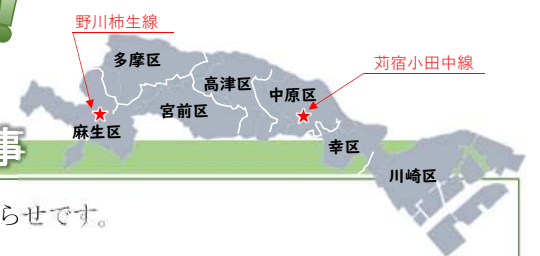 野川柿生線
多摩区
苅宿小田中線
高津区
中原区
宮前区
麻生区
事
幸区
川崎区
らせです。